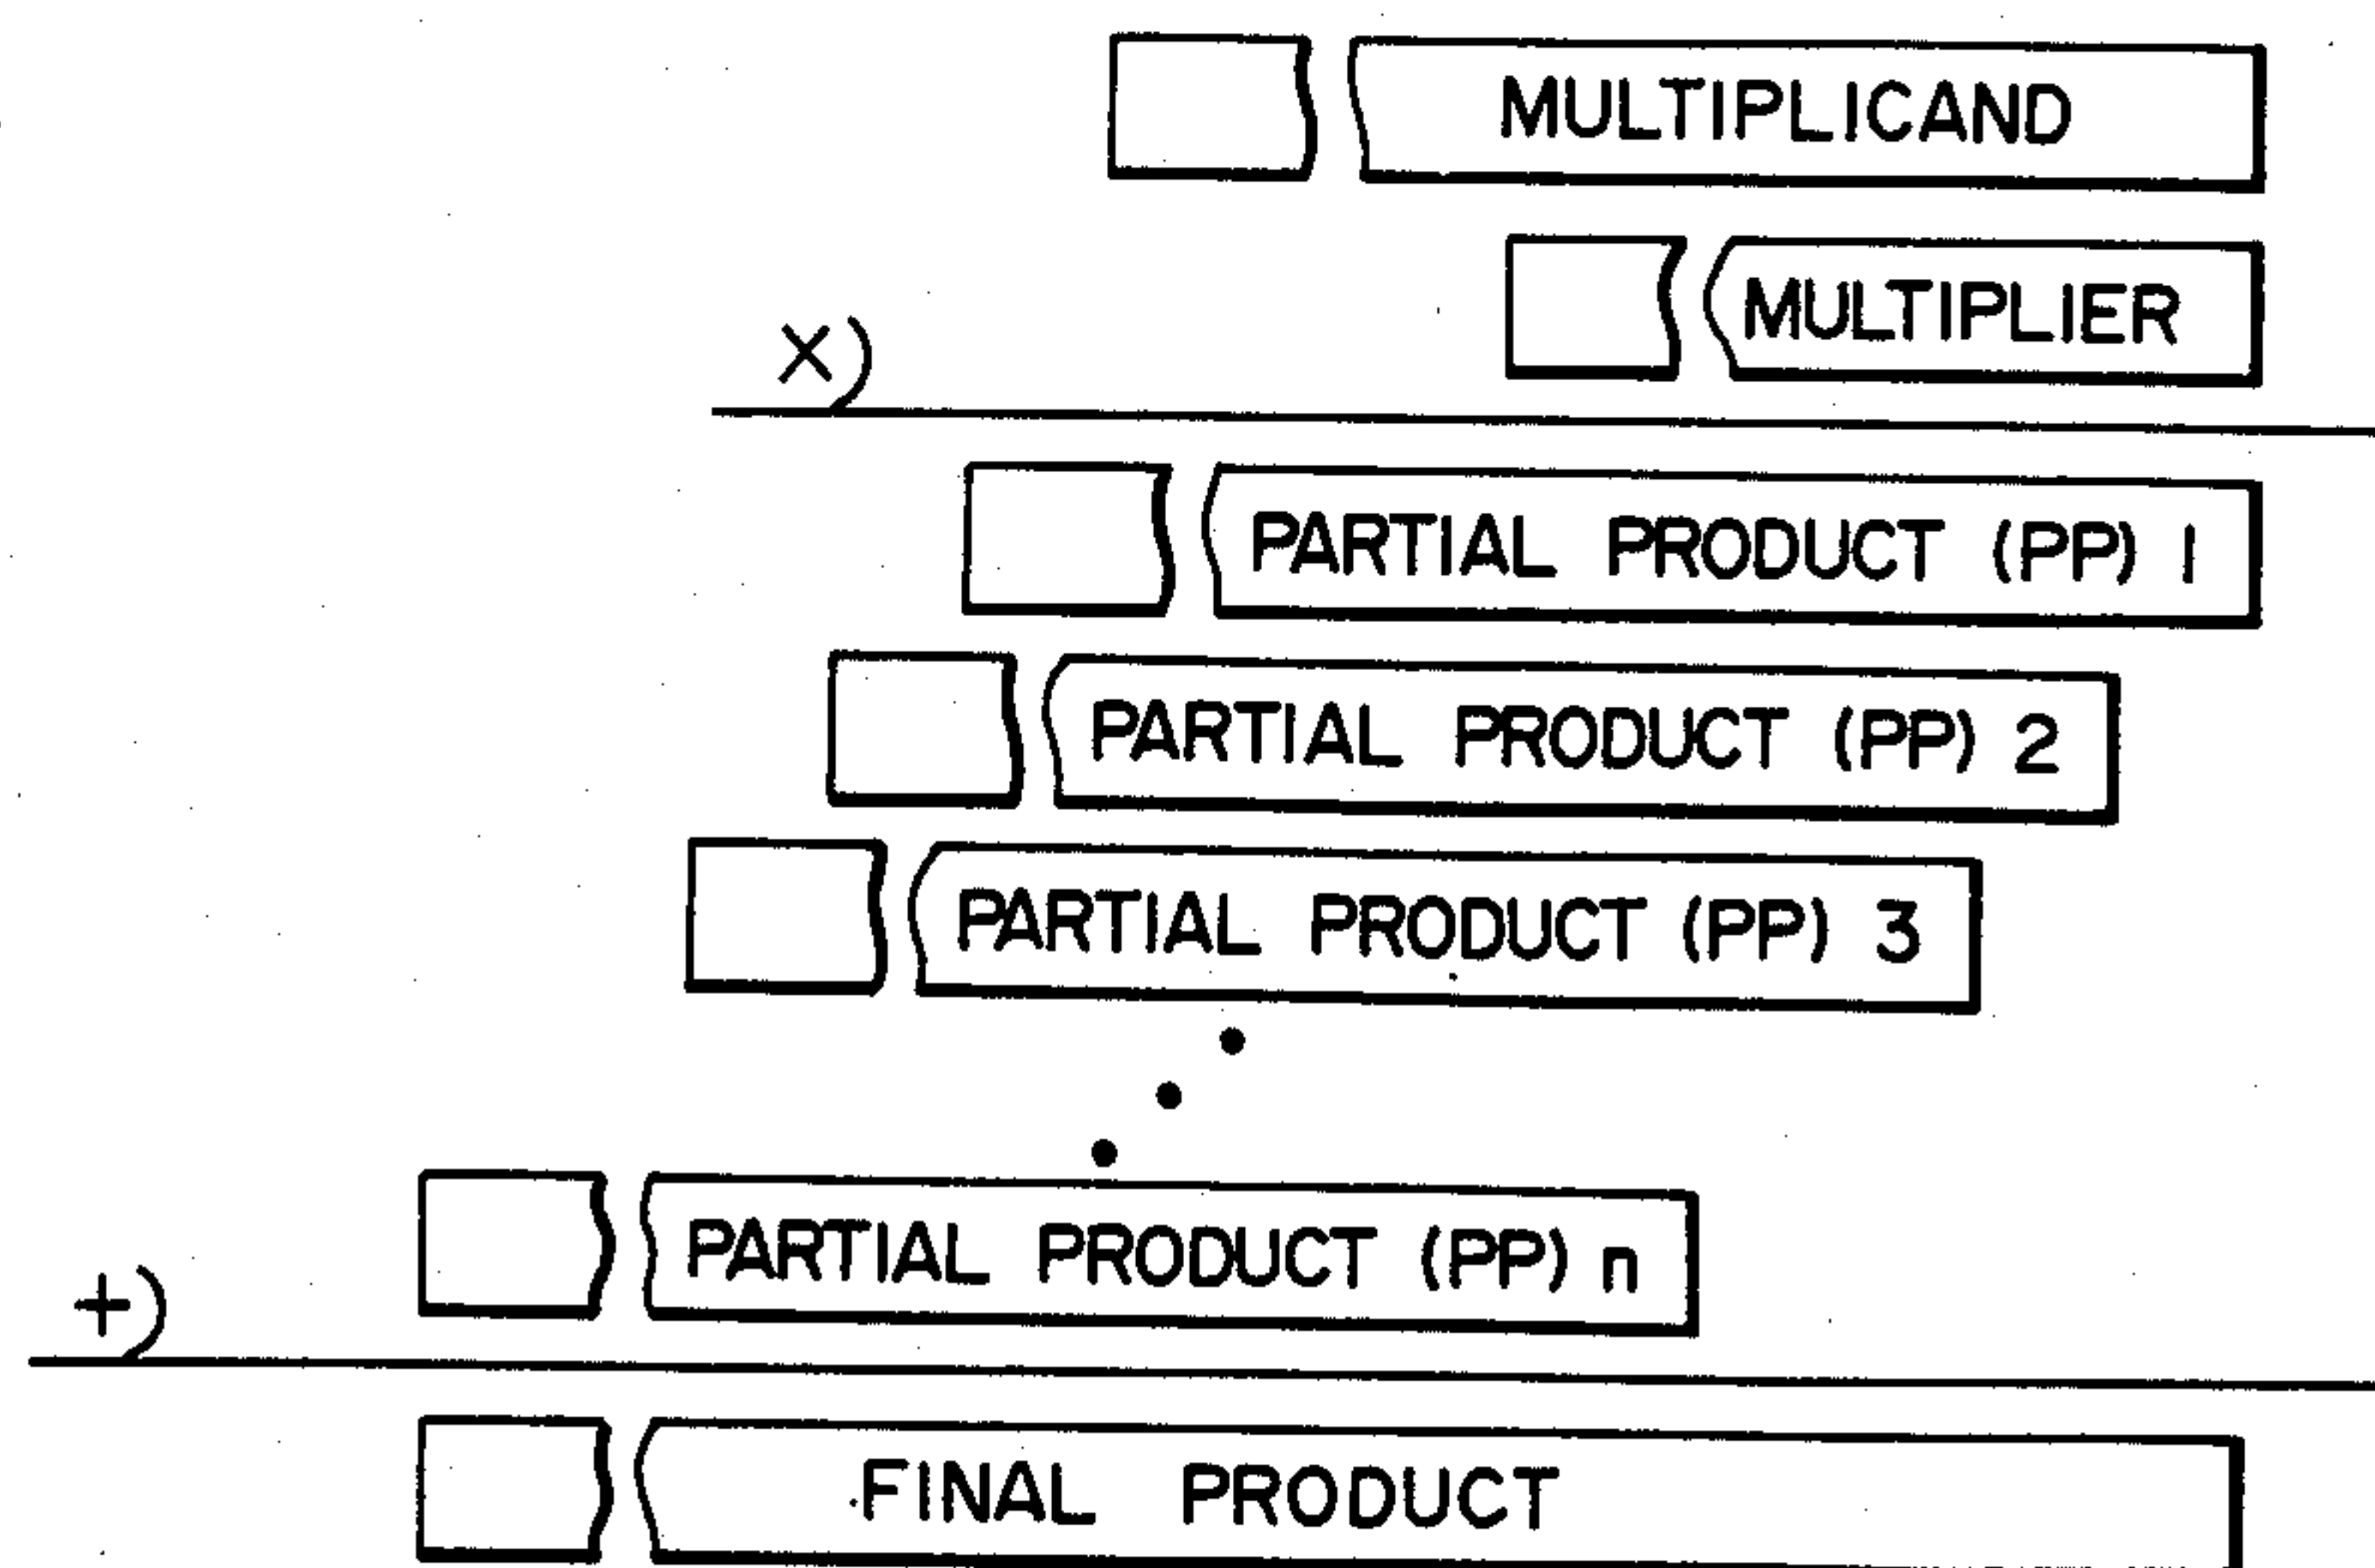 MULTIPLICAND
MULTIPLIER
×)
PARTIAL PRODUCT (PP) 1
PARTIAL PRODUCT (PP) 2
PARTIAL PRODUCT (PP) 3
PARTIAL PRODUCT (PP) n
+)
FINAL PRODUCT